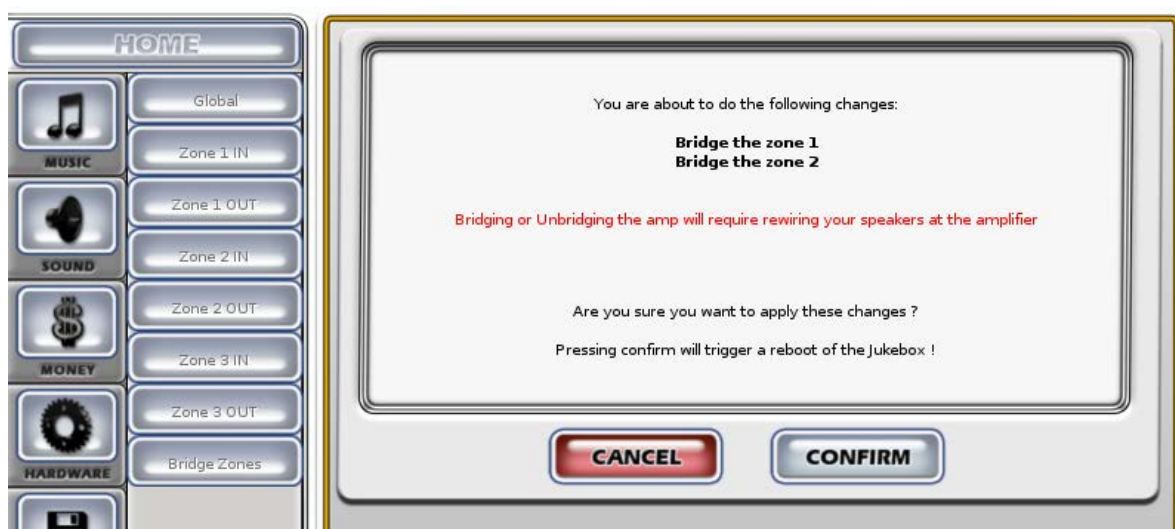 HOME
MUSIC
SOUND
MONEY
HARDWARE
Global
Zone 1 IN
Zone 1 OUT
Zone 2 IN
Zone 2 OUT
Zone 3 IN
Zone 3 OUT
Bridge Zones
You are about to do the following changes:
Bridge the zone 1
Bridge the zone 2
Bridging or Unbridging the amp will require rewiring your speakers at the amplifier
Are you sure you want to apply these changes ?
Pressing confirm will trigger a reboot of the Jukebox !
CANCEL
CONFIRM